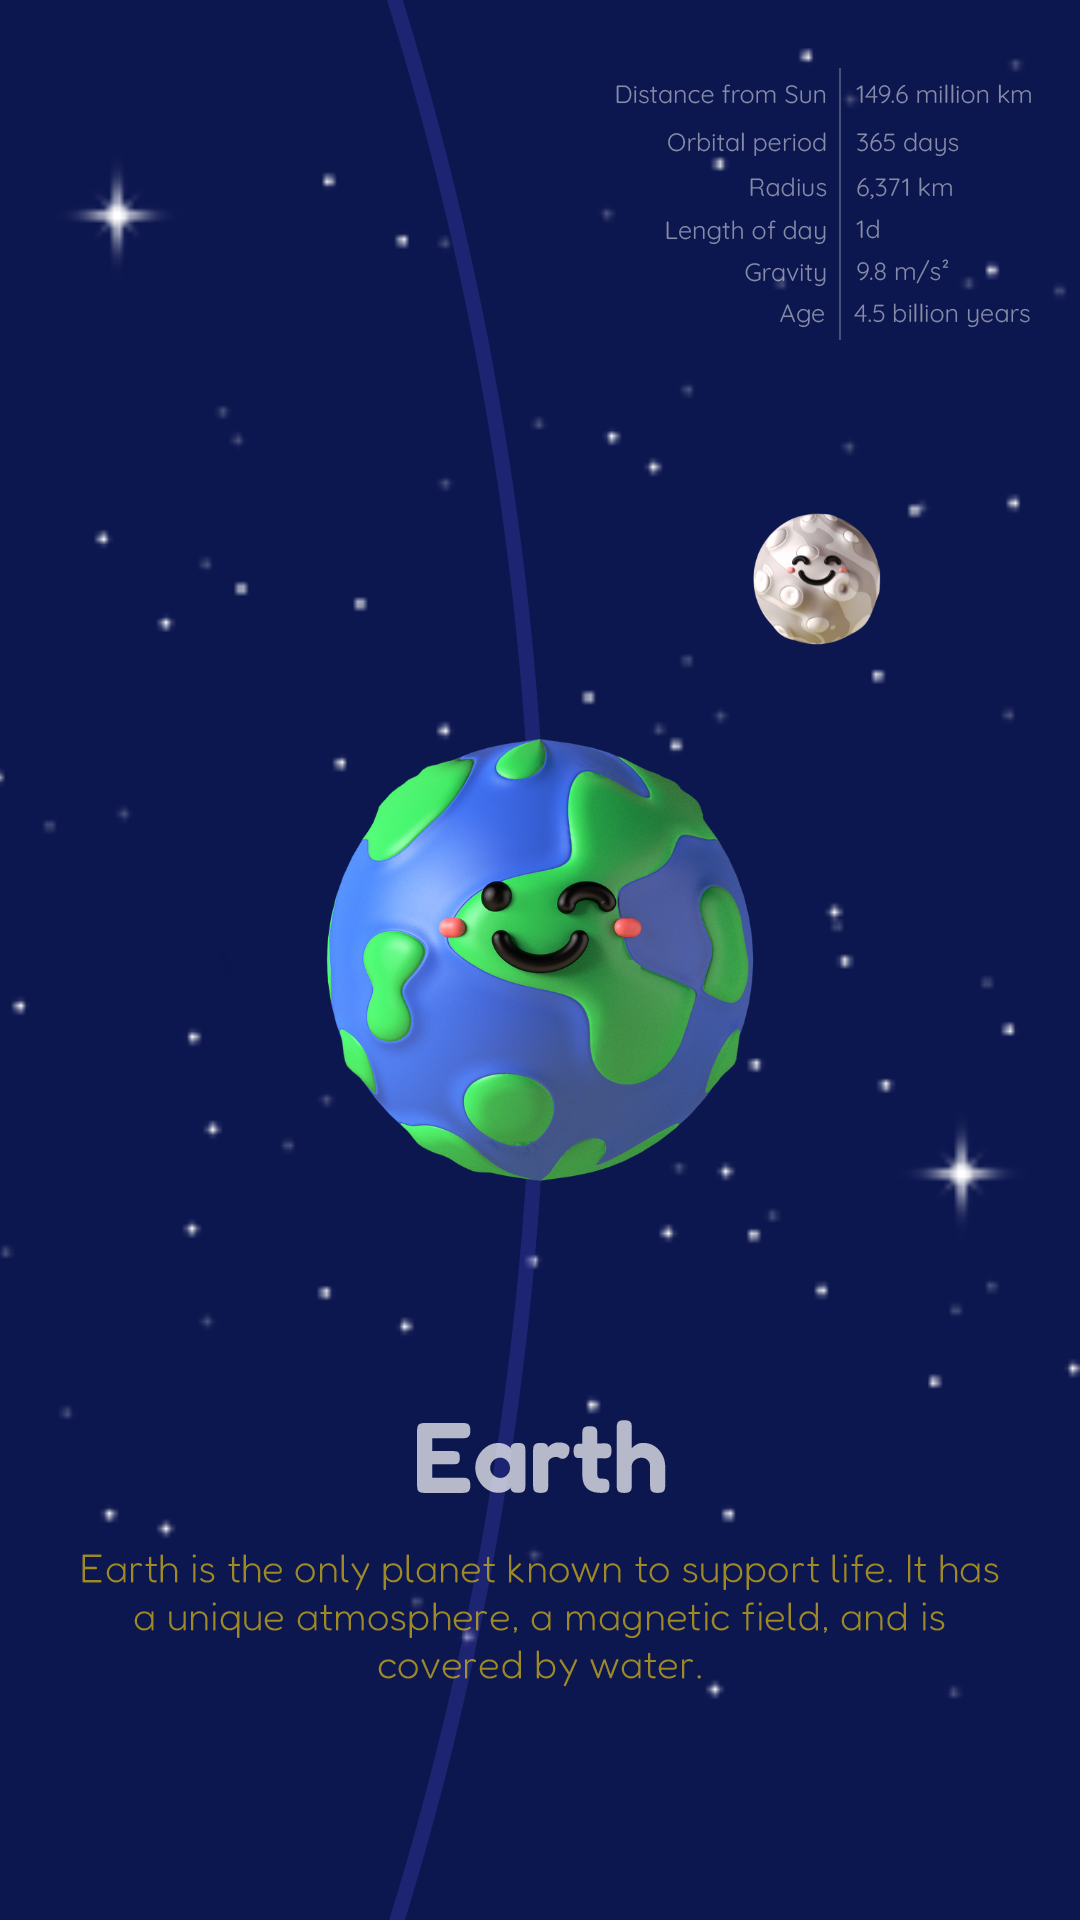 Distance from Sun 149.6 million km
Orbital period 365 days
Radius 6,371 km
Length of day 1d
Gravity 9.8 m/s²
Age 4.5 billion years
Earth
Earth is the only planet known to support life. It has
a unique atmosphere, a magnetic field, and is
covered by water.